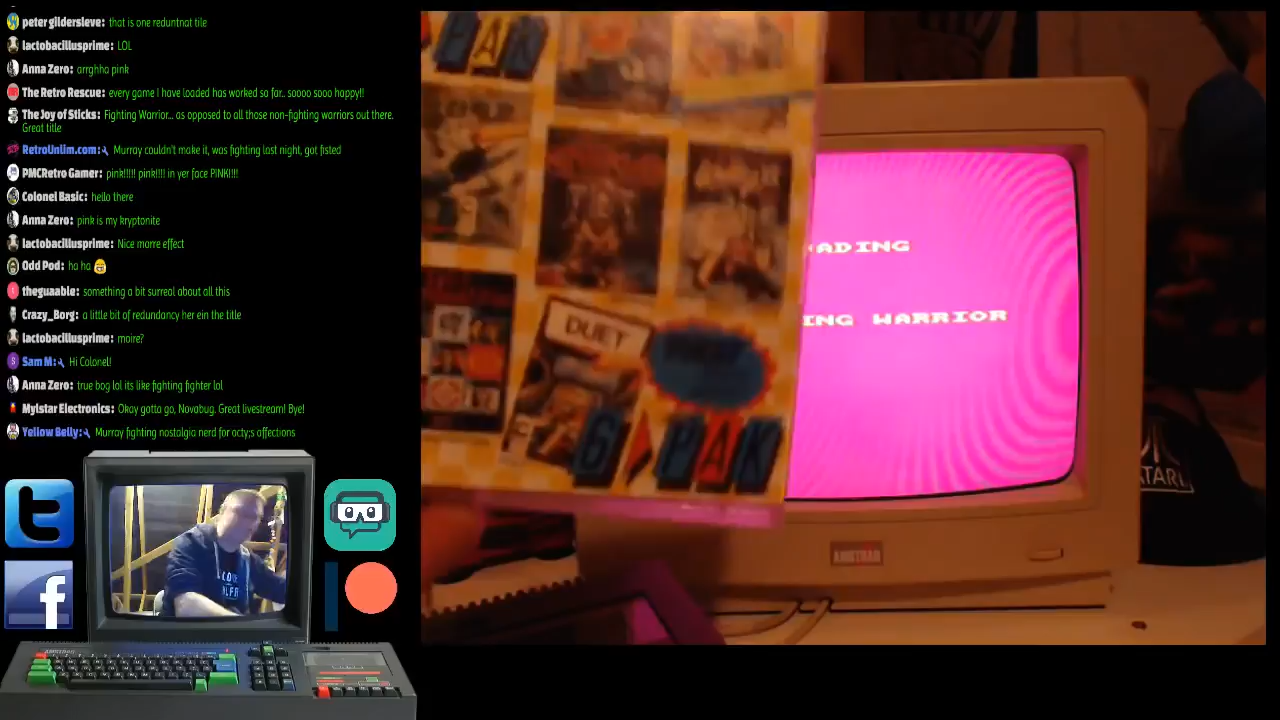 peter glidersleve: that is one reduntnat tile
lactobacillusprime: LOL
Anna Zero: arrghha pink
The Retro Rescue: every game I have loaded has worked so far.. soooo sooo happy!!
The Joy of Sticks: Fighting Warrior... as opposed to all those non-fighting warriors out there.
Great title
RetroUnlim.com: Murray couldn't make it, was fighting last night, got fisted
PMCRetro Gamer: pink!!!!! pink!!!! in yer face PINK!!!!
Colonel Basic: hello there
Anna Zero: pink is my kryptonite
lactobacillusprime: Nice marre effect
Odd Pod: ha ha
theguaable: something a bit surreal about all this
Crazy_Borg: a little bit of redundancy her ein the title
lactobacillusprime: moire?
Sam M: Hi Colonel!
Anna Zero: true bog lol its like fighting fighter lol
Mylstar Electronics: Okay gotta go, Novabug. Great livestream! Bye!
Yellow Belly: Murray fighting nostalgia nerd for octy;s affections
PAK
DUET
6 PAK
ADING
ING WARRIOR
AMSTRAD
ATARI
AMSTRAD